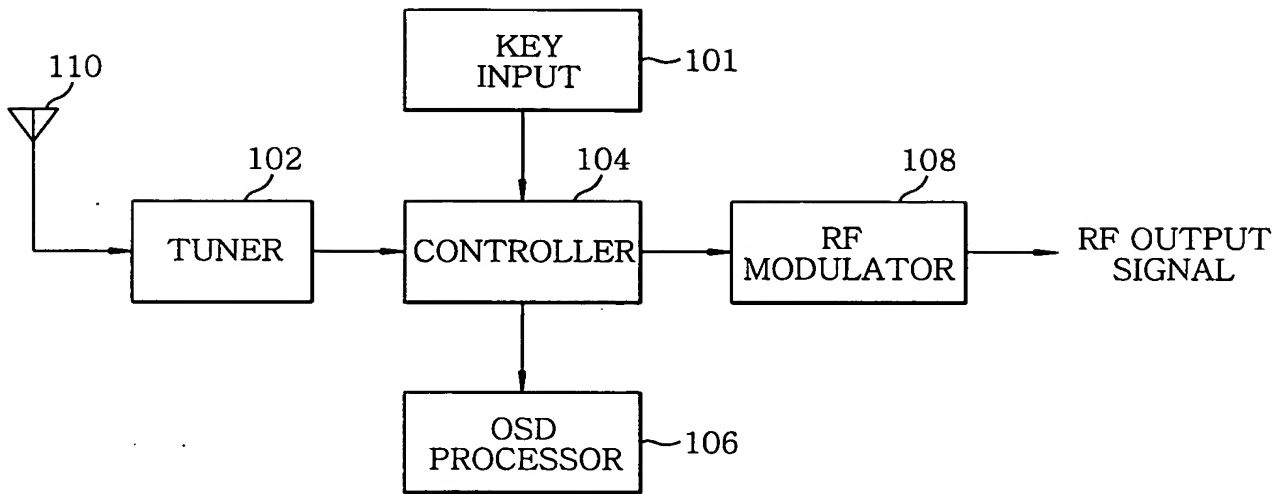 KEY
INPUT
101
110
102
104
108
TUNER
CONTROLLER
RF
MODULATOR
RF OUTPUT
SIGNAL
OSD
PROCESSOR
106